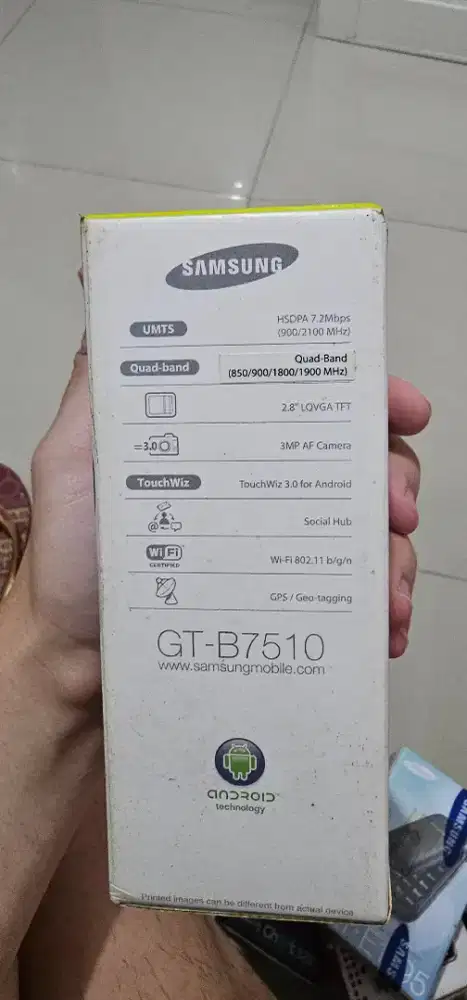 SAMSUNG
UMTS
HSDPA 7.2Mbps
(900/2100 MHz)
Quad-band
Quad-Band
(850/900/1800/1900 MHz)
2.8" LQVGA TFT
=3.0
3MP AF Camera
TouchWiz
TouchWiz 3.0 for Android
@
Social Hub
Wi Fi
CERTIFIED
Wi-Fi 802.11 b/g/n
GPS / Geo-tagging
GT-B7510
www.samsungmobile.com
ANDROID
technology
Printed images can be different from actual device
SAMSUNG
SAMS